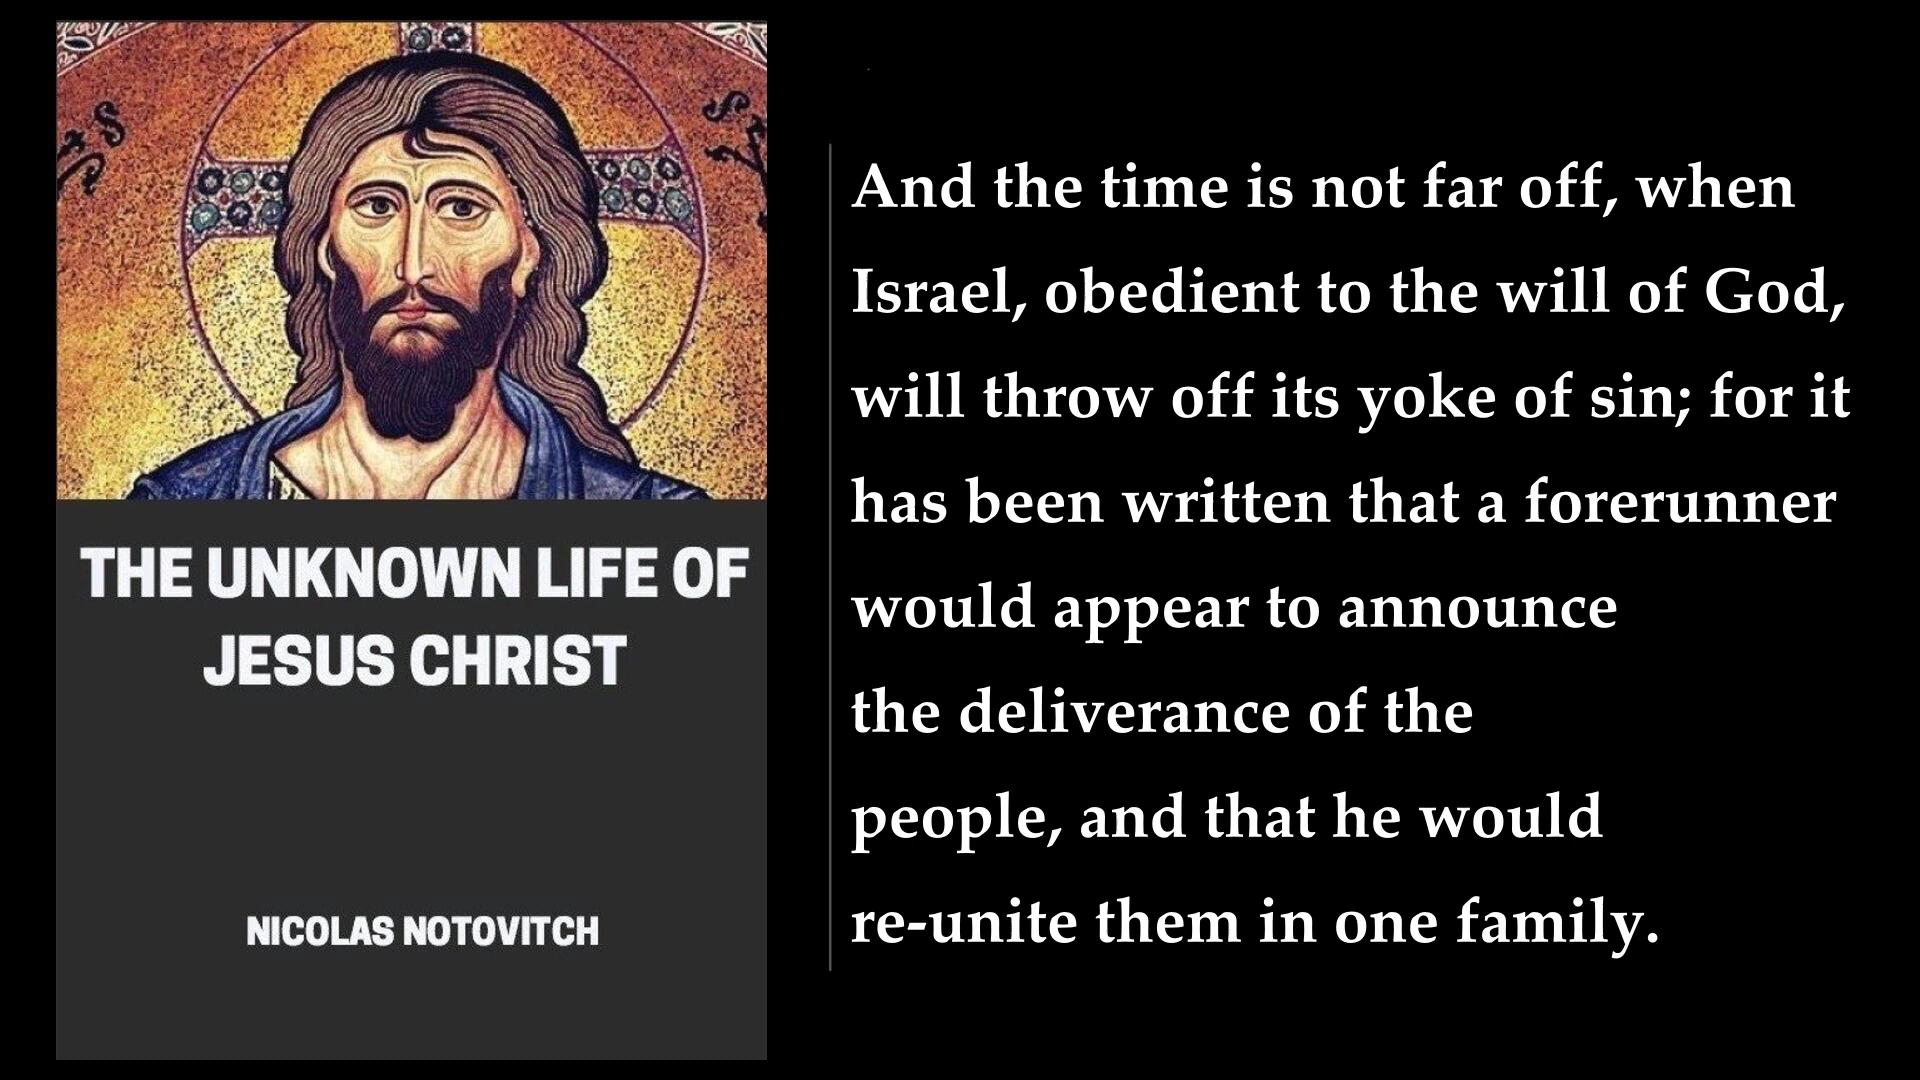 THE UNKNOWN LIFE OF
JESUS CHRIST
NICOLAS NOTOVITCH
And the time is not far off, when
Israel, obedient to the will of God,
will throw off its yoke of sin; for it
has been written that a forerunner
would appear to announce
the deliverance of the
people, and that he would
re-unite them in one family.